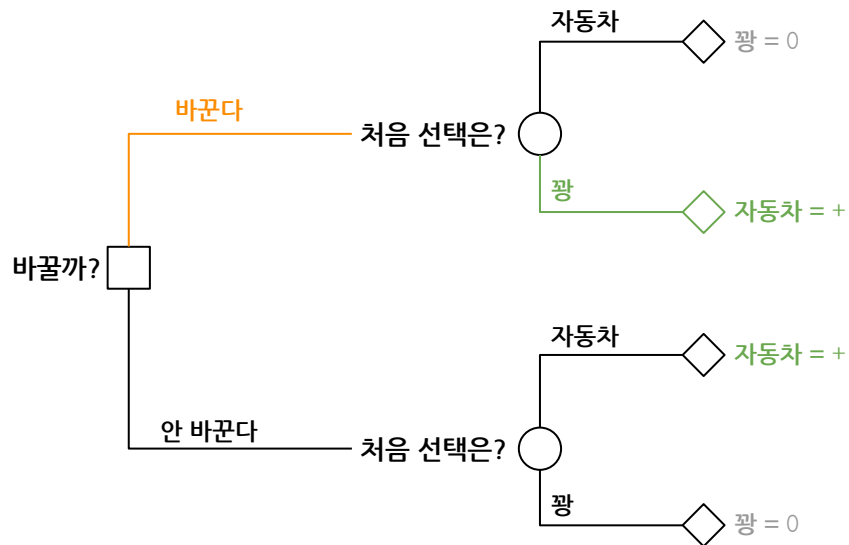 자동차
꽝 = 0
바꾼다
처음 선택은?
꽝
자동차 = +
바꿀까?
자동차
자동차 = +
안 바꾼다
처음 선택은?
꽝
꽝 = 0